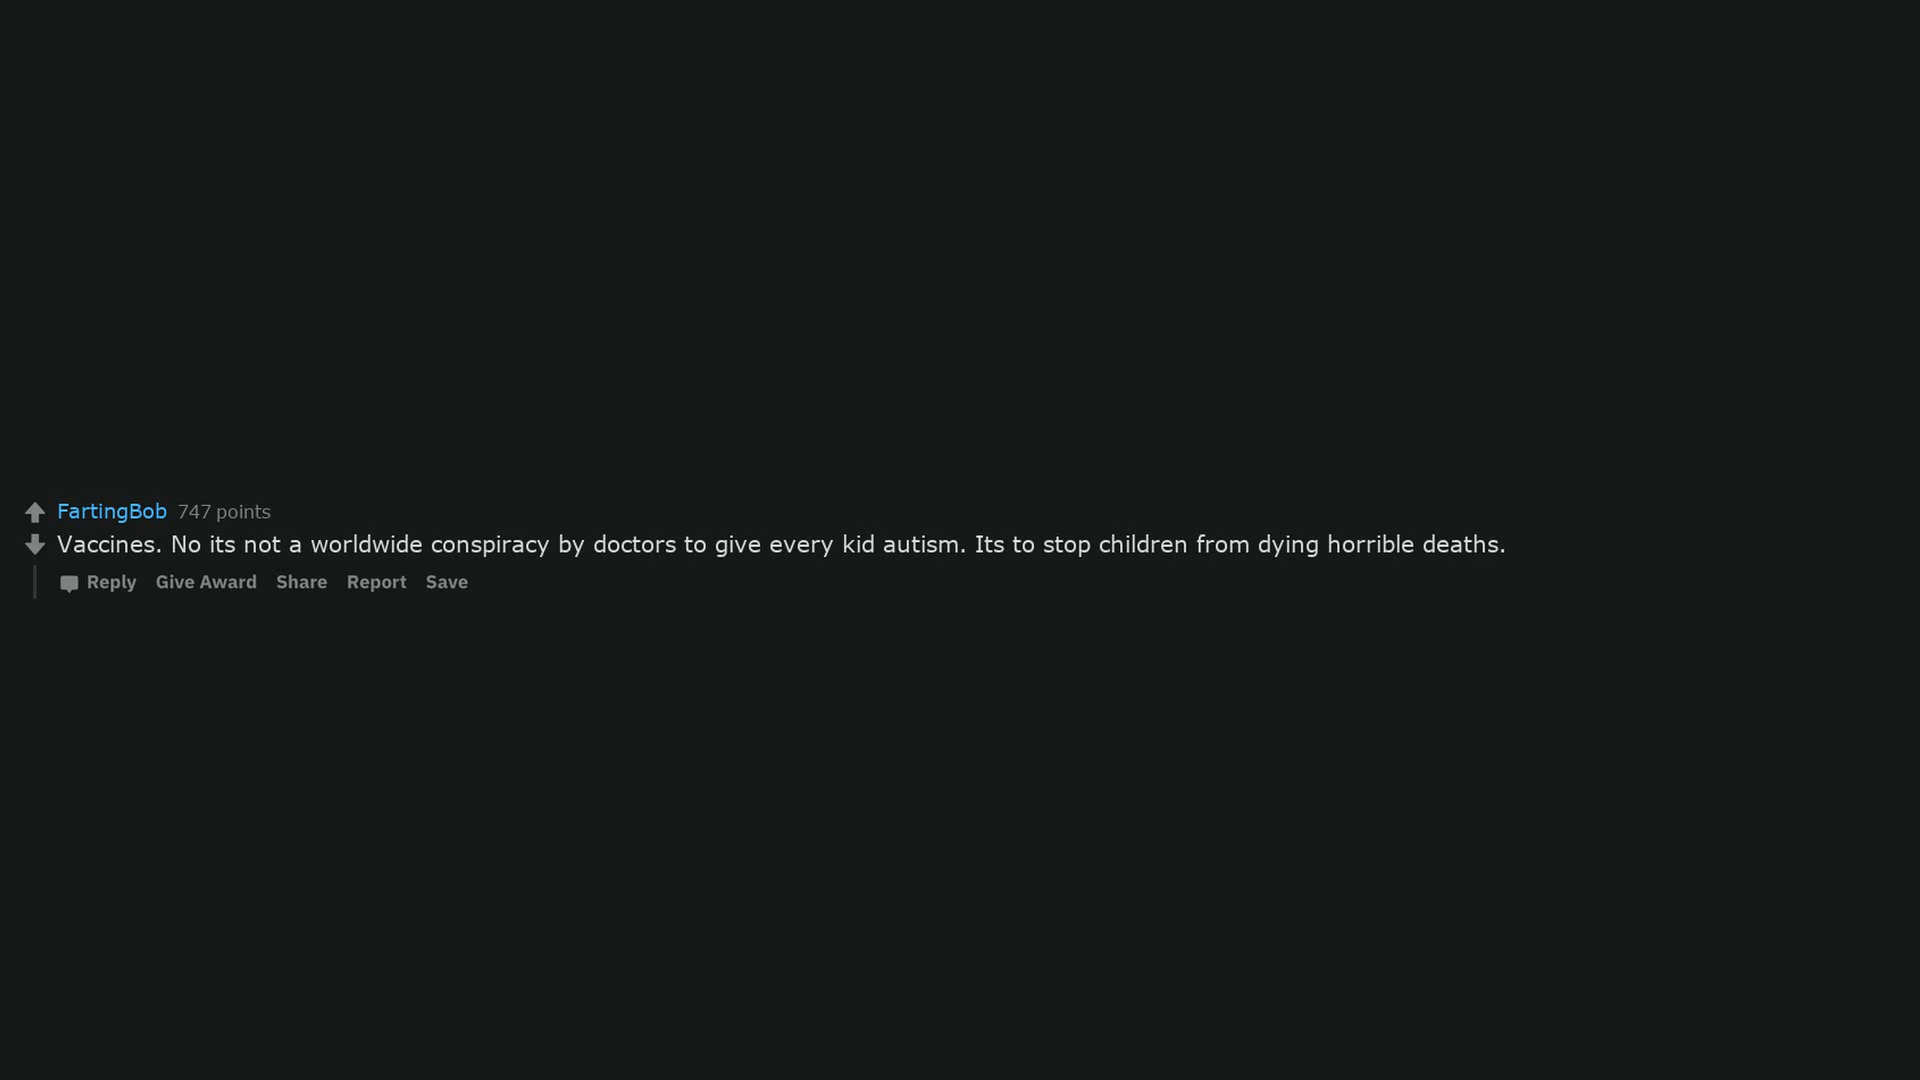 FartingBob 747 points
Vaccines. No its not a worldwide conspiracy by doctors to give every kid autism. Its to stop children from dying horrible deaths.
Reply Give Award Share Report Save